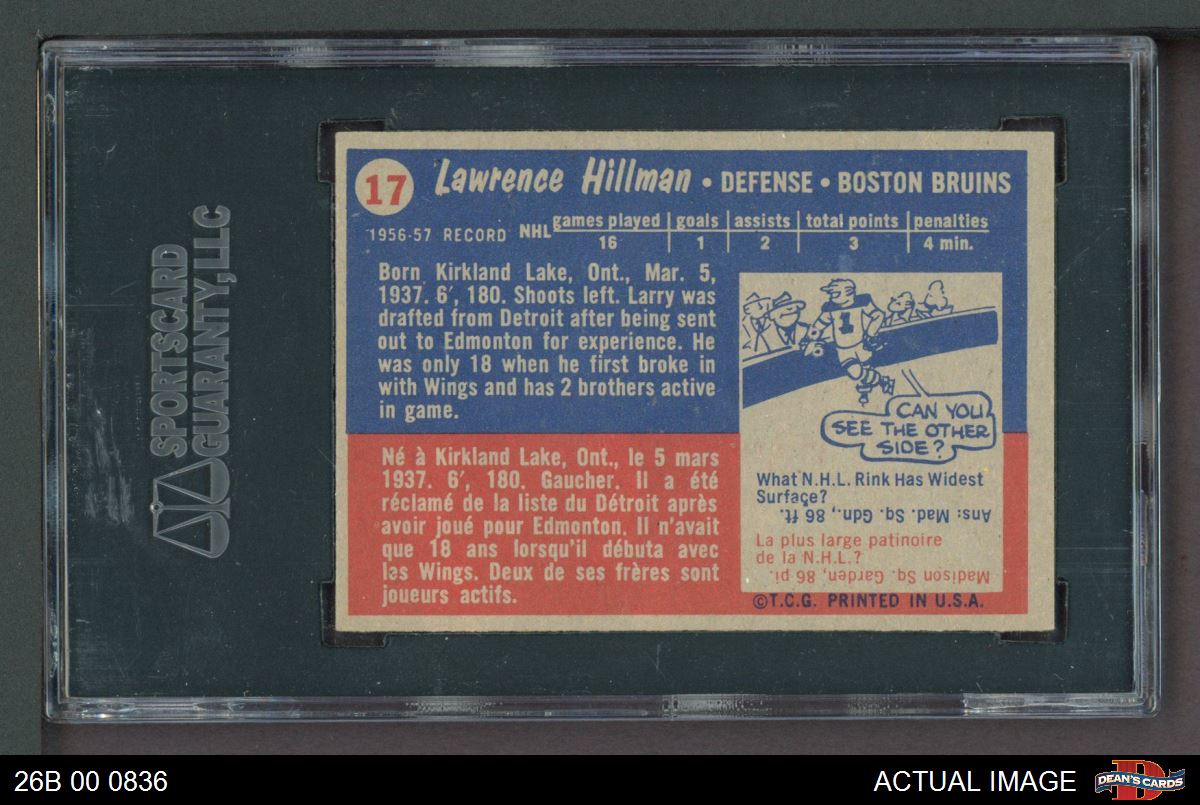 SPORTSCARD
GUARANTY, LLC
17
Lawrence Hillman • DEFENSE • BOSTON BRUINS
games played goals assists total points penalties
1956-57 RECORD NHL
16 1 2 3 4 min.
Born Kirkland Lake, Ont., Mar. 5,
1937. 6', 180. Shoots left. Larry was
drafted from Detroit after being sent
out to Edmonton for experience. He
was only 18 when he first broke in
with Wings and has 2 brothers active
in game.
Né à Kirkland Lake, Ont., le 5 mars
1937. 6', 180. Gaucher. Il a été
réclamé de la liste du Détroit après
avoir joué pour Edmonton. Il n'avait
que 18 ans lorsqu'il débuta avec
les Wings. Deux de ses frères sont
joueurs actifs.
1
CAN YOU
SEE THE OTHER
SIDE?
What N.H.L. Rink Has Widest
Surface?
Ans: Mad. Sq. Gdn., 86 ft.
La plus large patinoire
de la N.H.L.?
Madison Sq. Garden, 86 pi.
©T.C.G. PRINTED IN U.S.A.
26B 00 0836
ACTUAL IMAGE
DEAN'S CARDS